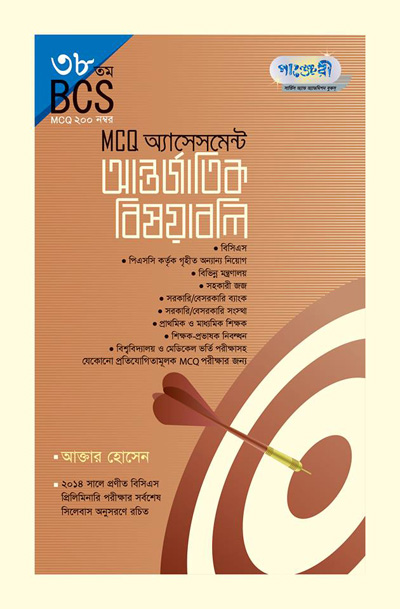 ৩৮ তম
BCS
MCQ ২০০ নম্বর
পাঞ্জেরী
MCQ অ্যাসেসমেন্ট
আন্তর্জাতিক
বিষয়াবলি
• বিসিএস
• পিএসসি কর্তৃক গৃহীত অন্যান্য নিয়োগ
• বিভিন্ন মন্ত্রণালয়
• সহকারী জজ
• সরকারি/বেসরকারি ব্যাংক
• সরকারি/বেসরকারি সংস্থা
• প্রাথমিক ও মাধ্যমিক শিক্ষক
• শিক্ষক-প্রভাষক নিবন্ধন
• বিশ্ববিদ্যালয় ও মেডিকেল ভর্তি পরীক্ষাসহ
যেকোনো প্রতিযোগিতামূলক MCQ পরীক্ষার জন্য
আক্তার হোসেন
২০১৪ সালে প্রণীত বিসিএস
প্রিলিমিনারি পরীক্ষার সর্বশেষ
সিলেবাস অনুসরণে রচিত